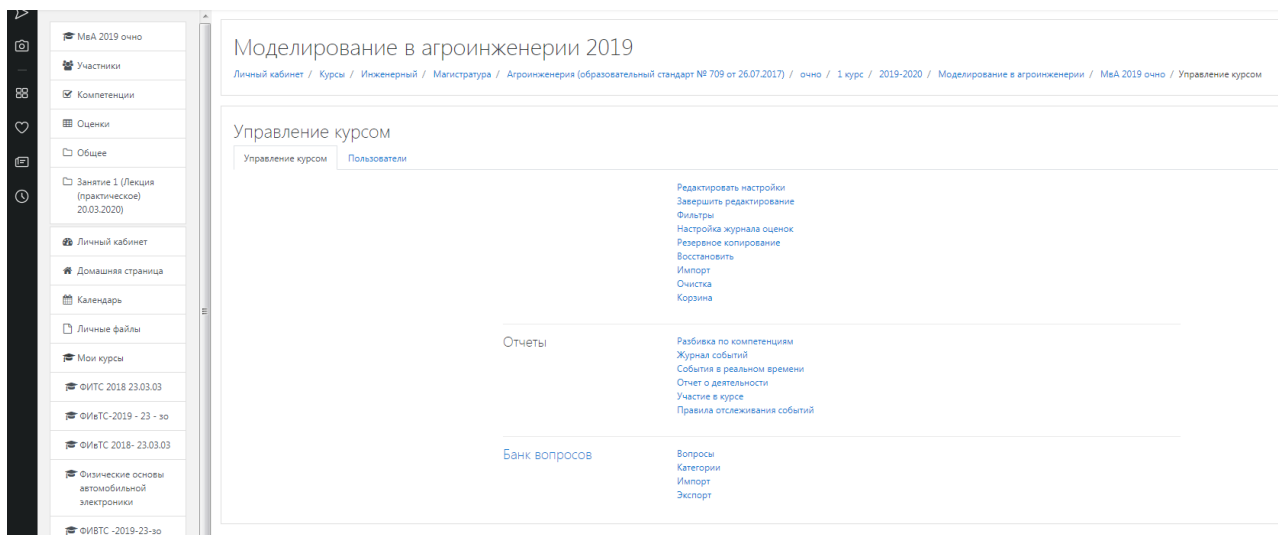 МвА 2019 очно
Участники
Компетенции
Оценки
Общее
Занятие 1 (Лекция
(практическое)
20.03.2020)
Личный кабинет
Домашняя страница
Календарь
Личные файлы
Мои курсы
ФИТС 2018 23.03.03
ФИвТС-2019 - 23 - зо
ФИвТС 2018- 23.03.03
Физические основы
автомобильной
электроники
ФИВТС -2019-23-зо
Моделирование в агроинженерии 2019
Личный кабинет / Курсы / Инженерный / Магистратура / Агроинженерия (образовательный стандарт № 709 от 26.07.2017) / очно / 1 курс / 2019-2020 / Моделирование в агроинженерии / МвА 2019 очно / Управление курсом
Управление курсом
Управление курсом Пользователи
Редактировать настройки
Завершить редактирование
Фильтры
Настройка журнала оценок
Резервное копирование
Восстановить
Импорт
Очистка
Корзина
Отчеты
Разбивка по компетенциям
Журнал событий
События в реальном времени
Отчет о деятельности
Участие в курсе
Правила отслеживания событий
Банк вопросов
Вопросы
Категории
Импорт
Экспорт